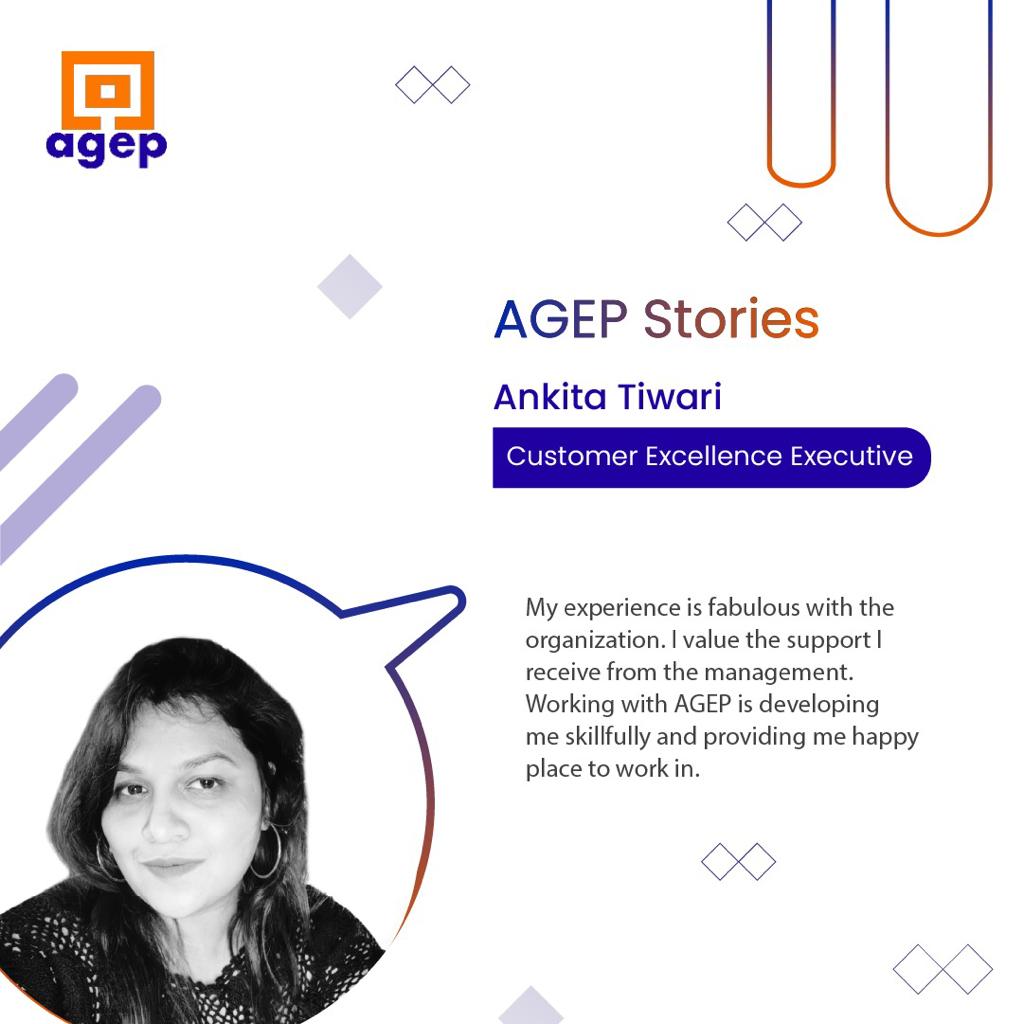 agep
AGEP Stories
Ankita Tiwari
Customer Excellence Executive
My experience is fabulous with the
organization. I value the support I
receive from the management.
Working with AGEP is developing
me skillfully and providing me happy
place to work in.